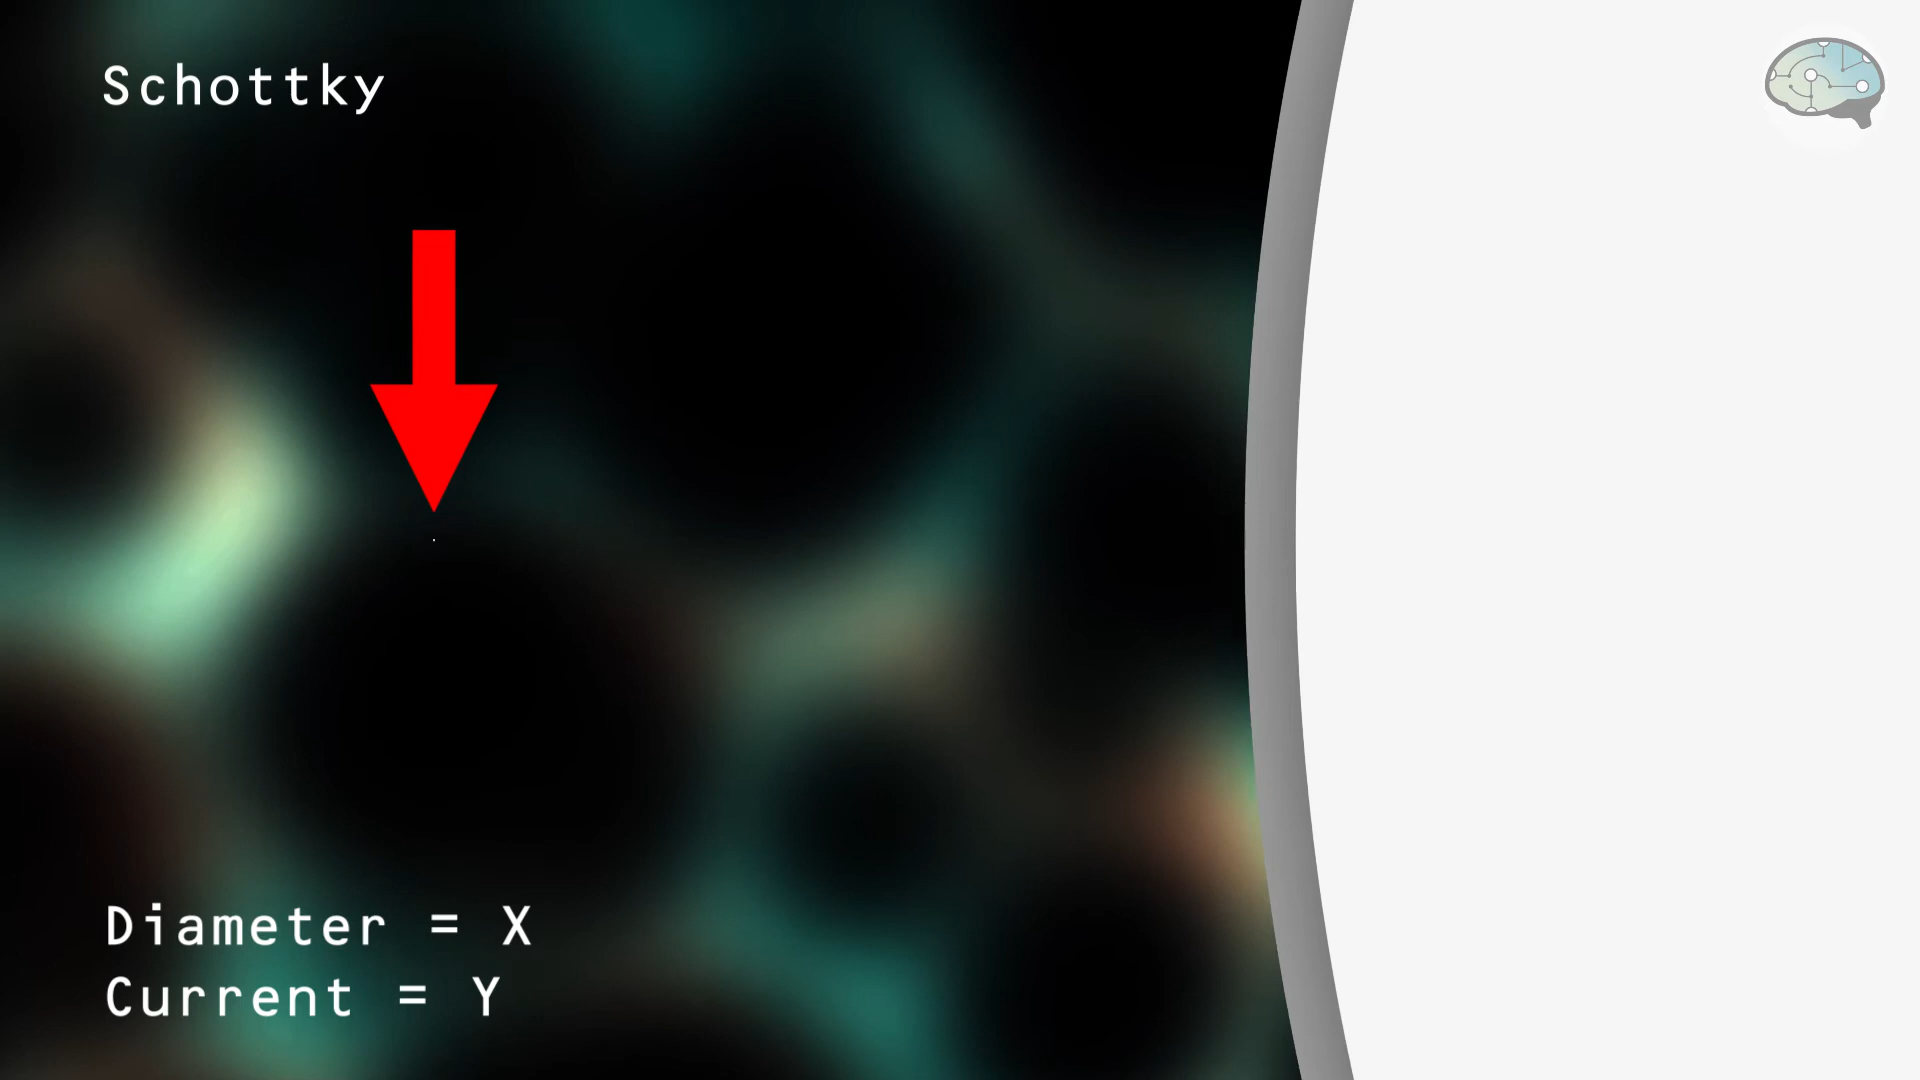 Schottky
Diameter = X
Current = Y